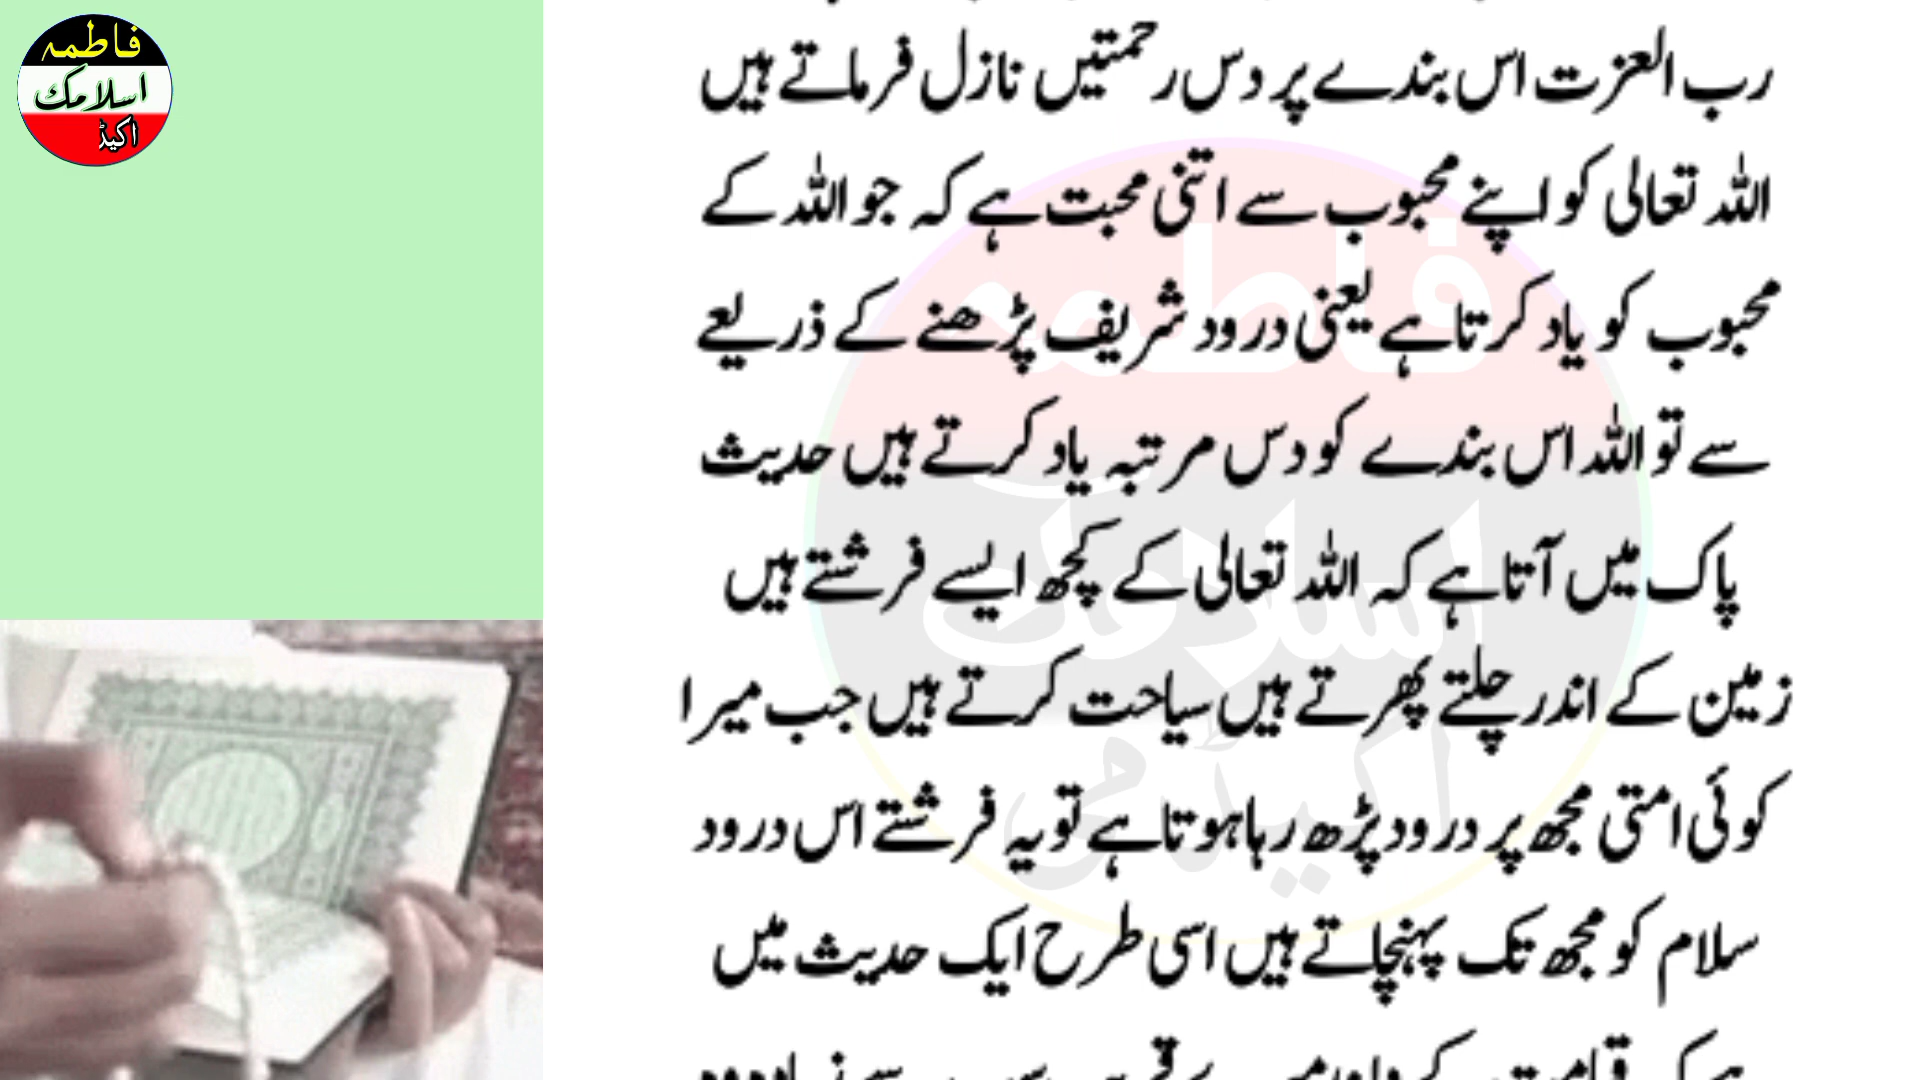 فاطمہ
اسلامک
اکیڈ
رب العزت اس بندے پر دس رحمتیں نازل فرماتے ہیں
اللہ تعالی کو اپنے محبوب سے اتنی محبت ہے کہ جو اللہ کے
محبوب کو یاد کرتا ہے یعنی درود شریف پڑھنے کے ذریعے
سے تو اللہ اس بندے کو دس مرتبہ یاد کرتے ہیں حدیث
پاک میں آتا ہے کہ اللہ تعالی کے کچھ ایسے فرشتے ہیں
زمین کے اندر چلتے پھرتے ہیں سیاحت کرتے ہیں جب میرا
کوئی امتی مجھ پر درود پڑھ رہا ہوتا ہے تو یہ فرشتے اس درود
سلام کو مجھ تک پہنچاتے ہیں اسی طرح ایک حدیث میں
فاطمہ
اسلامک
اکیڈمی